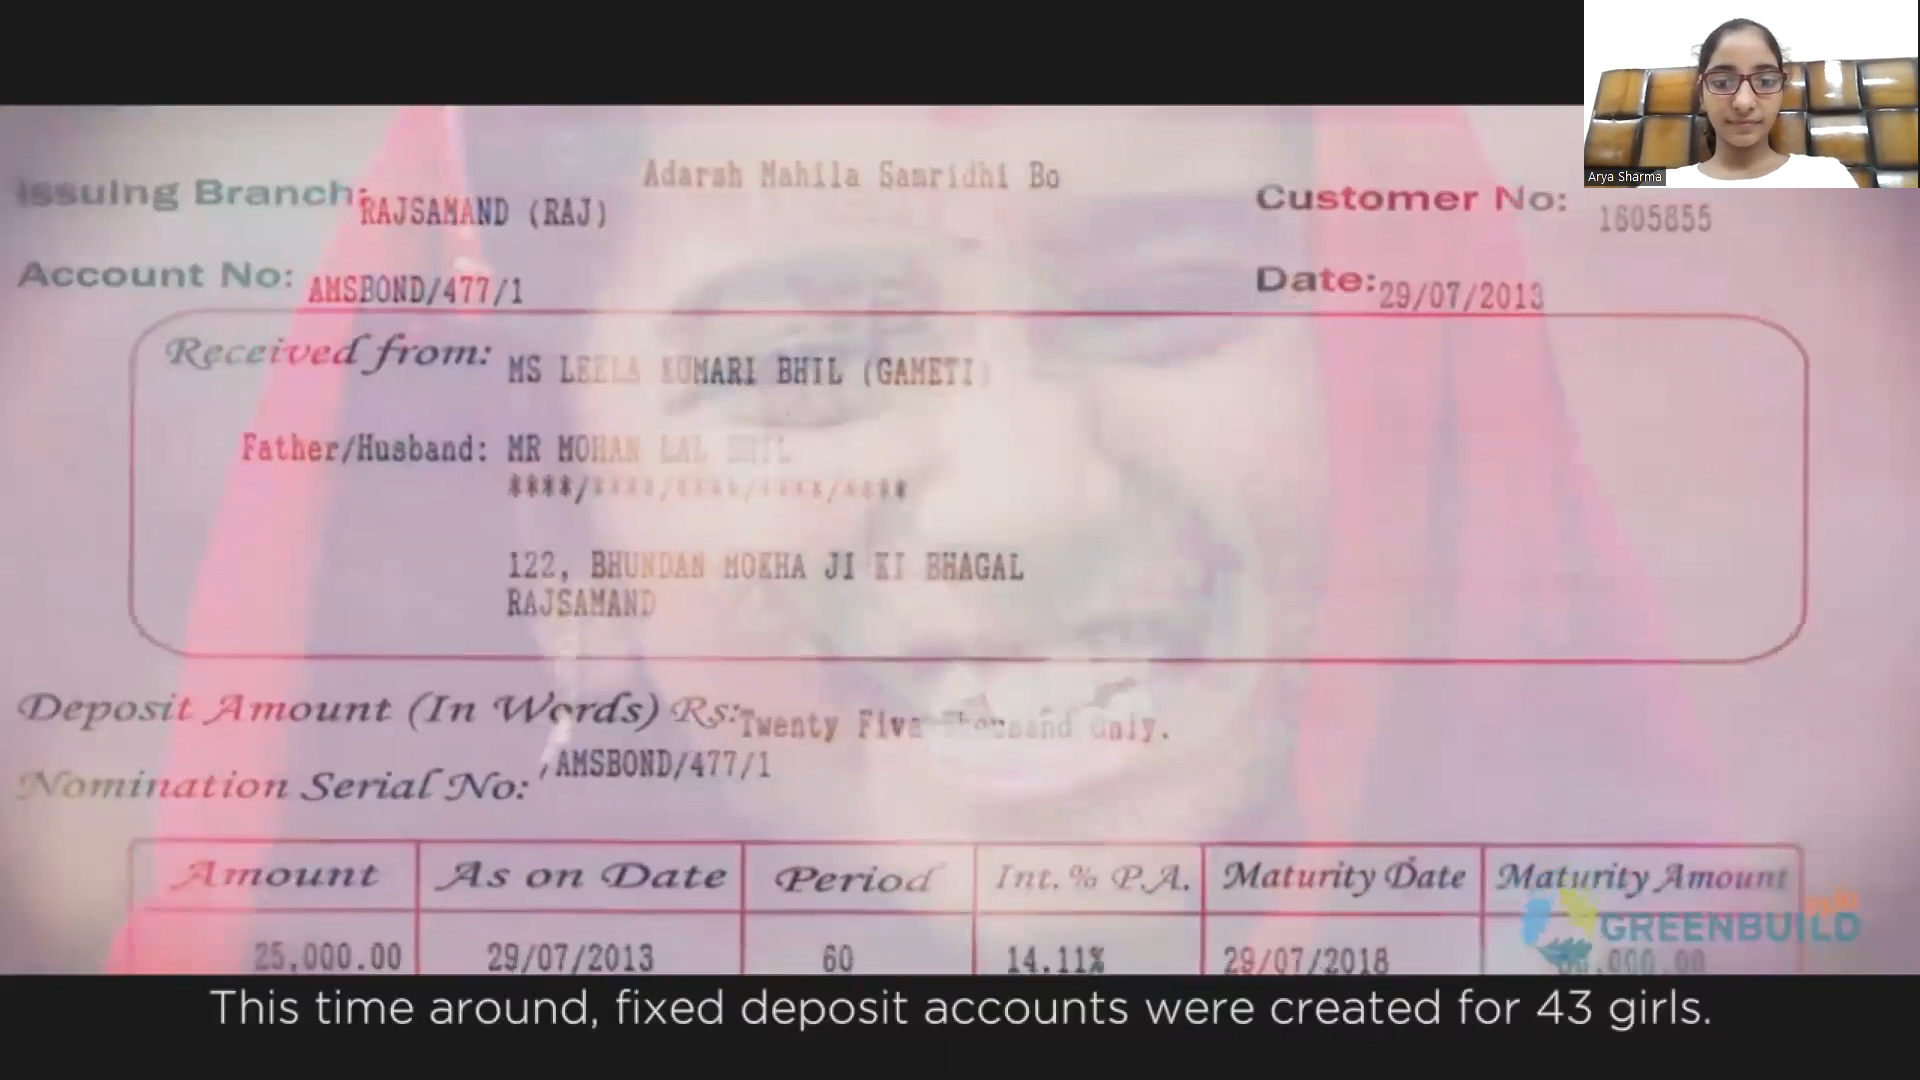 Arya Sharma
Adarsh Mahila Samridhi Bo
Issuing Branch: RAJSAMAND (RAJ)
Customer No: 1605855
Account No: AMSBOND/477/1
Date: 29/07/2013
Received from: MS LEELA KUMARI BHIL (GAMETI)
Father/Husband: MR MOHAN LAL BHIL
****/****/****/****/****
122, BHUNDAN MOKHA JI KI BHAGAL
RAJSAMAND
Deposit Amount (In Words) Rs: Twenty Five Thousand Only.
Nomination Serial No: /AMSBOND/477/1
Amount As on Date Period Int.% P.A. Maturity Date Maturity Amount
25,000.00 29/07/2013 60 14.11% 29/07/2018
GREENBUILD
This time around, fixed deposit accounts were created for 43 girls.